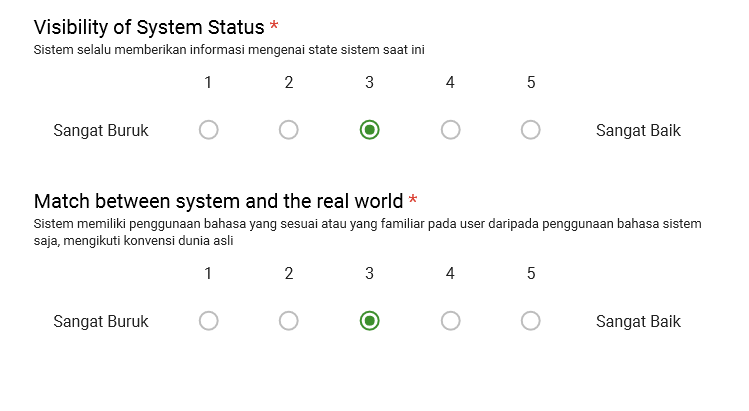 Visibility of System Status *
Sistem selalu memberikan informasi mengenai state sistem saat ini
1 2 3 4 5
Sangat Buruk Sangat Baik
Match between system and the real world *
Sistem memiliki penggunaan bahasa yang sesuai atau yang familiar pada user daripada penggunaan bahasa sistem
saja, mengikuti konvensi dunia asli
1 2 3 4 5
Sangat Buruk Sangat Baik